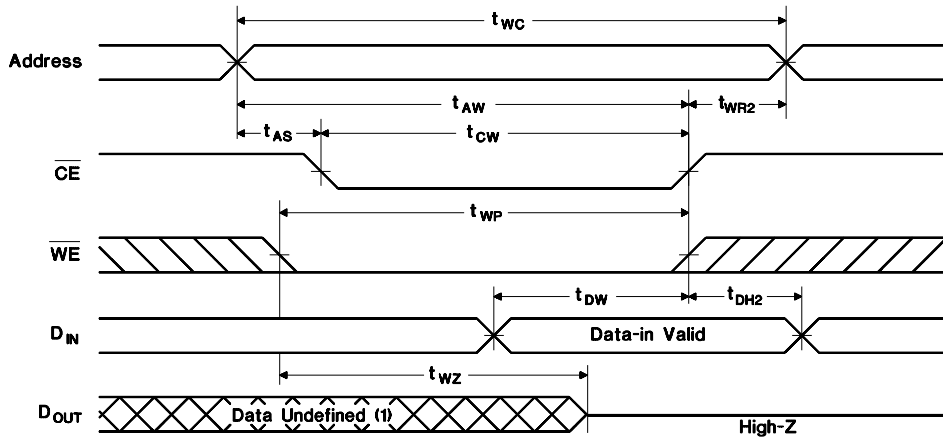 tWC
Address
tAW
tWR2
tAS
tCW
CE
tWP
WE
tDW
tDH2
DIN
Data-in Valid
tWZ
DOUT
Data Undefined (1)
High-Z